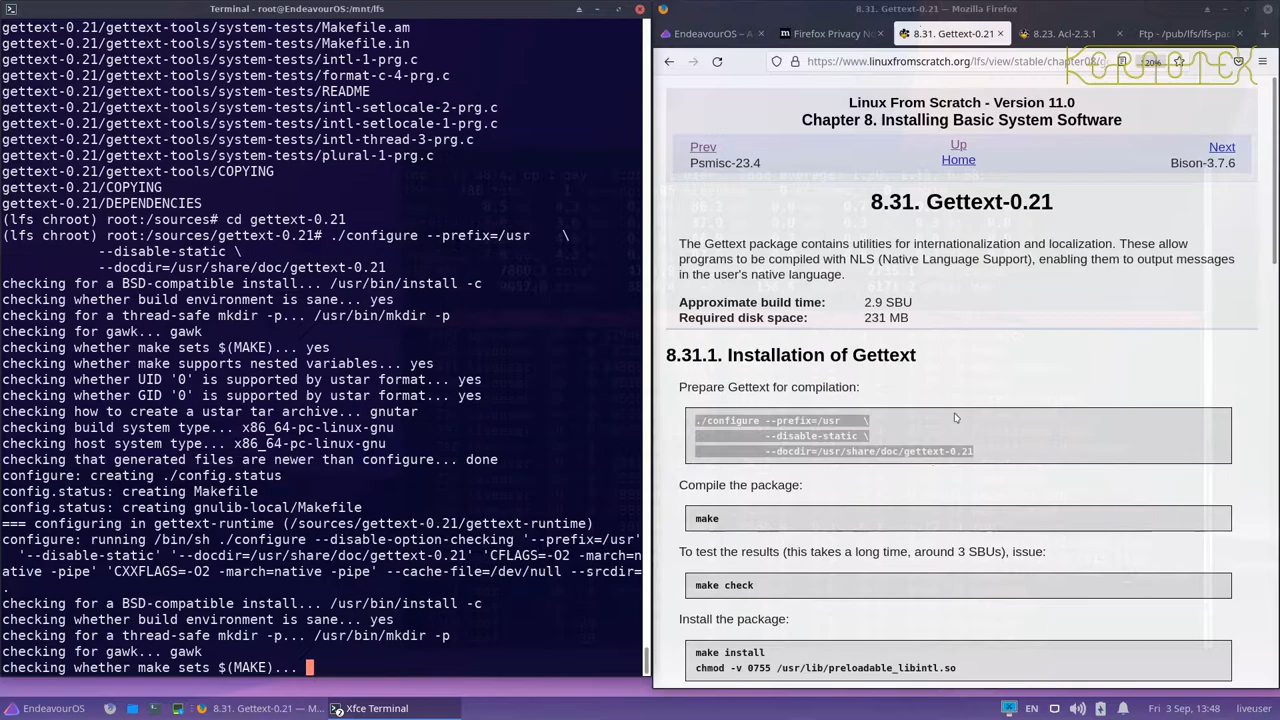 Terminal - root@EndeavourOS:/mnt/lfs
gettext-0.21/gettext-tools/system-tests/Makefile.am
gettext-0.21/gettext-tools/system-tests/Makefile.in
gettext-0.21/gettext-tools/system-tests/intl-1-prg.c
gettext-0.21/gettext-tools/system-tests/format-c-4-prg.c
gettext-0.21/gettext-tools/system-tests/README
gettext-0.21/gettext-tools/system-tests/intl-setlocale-2-prg.c
gettext-0.21/gettext-tools/system-tests/intl-setlocale-1-prg.c
gettext-0.21/gettext-tools/system-tests/intl-thread-3-prg.c
gettext-0.21/gettext-tools/system-tests/plural-1-prg.c
gettext-0.21/gettext-tools/COPYING
gettext-0.21/COPYING
gettext-0.21/DEPENDENCIES
(lfs chroot) root:/sources# cd gettext-0.21
(lfs chroot) root:/sources/gettext-0.21# ./configure --prefix=/usr    \
            --disable-static \
            --docdir=/usr/share/doc/gettext-0.21
checking for a BSD-compatible install... /usr/bin/install -c
checking whether build environment is sane... yes
checking for a thread-safe mkdir -p... /usr/bin/mkdir -p
checking for gawk... gawk
checking whether make sets $(MAKE)... yes
checking whether make supports nested variables... yes
checking whether UID '0' is supported by ustar format... yes
checking whether GID '0' is supported by ustar format... yes
checking how to create a ustar tar archive... gnutar
checking build system type... x86_64-pc-linux-gnu
checking host system type... x86_64-pc-linux-gnu
checking that generated files are newer than configure... done
configure: creating ./config.status
config.status: creating Makefile
config.status: creating gnulib-local/Makefile
=== configuring in gettext-runtime (/sources/gettext-0.21/gettext-runtime)
configure: running /bin/sh ./configure --disable-option-checking '--prefix=/usr'
  '--disable-static' '--docdir=/usr/share/doc/gettext-0.21' 'CFLAGS=-O2 -march=n
ative -pipe' 'CXXFLAGS=-O2 -march=native -pipe' --cache-file=/dev/null --srcdir=
.
checking for a BSD-compatible install... /usr/bin/install -c
checking whether build environment is sane... yes
checking for a thread-safe mkdir -p... /usr/bin/mkdir -p
checking for gawk... gawk
checking whether make sets $(MAKE)...
8.31. Gettext-0.21 — Mozilla Firefox
EndeavourOS –
Firefox Privacy No
8.31. Gettext-0.21
8.23. Acl-2.3.1
Ftp - /pub/lfs/lfs-pac
https://www.linuxfromscratch.org/lfs/view/stable/chapter08/
120%
Linux From Scratch - Version 11.0
Chapter 8. Installing Basic System Software
Prev
Up
Next
Psmisc-23.4
Home
Bison-3.7.6
8.31. Gettext-0.21
The Gettext package contains utilities for internationalization and localization. These allow
programs to be compiled with NLS (Native Language Support), enabling them to output messages
in the user's native language.
Approximate build time: 2.9 SBU
Required disk space: 231 MB
8.31.1. Installation of Gettext
Prepare Gettext for compilation:
./configure --prefix=/usr    \
            --disable-static \
            --docdir=/usr/share/doc/gettext-0.21
Compile the package:
make
To test the results (this takes a long time, around 3 SBUs), issue:
make check
Install the package:
make install
chmod -v 0755 /usr/lib/preloadable_libintl.so
EndeavourOS
8.31. Gettext-0.21 — M...
Xfce Terminal
EN
Fri 3 Sep, 13:48
liveuser